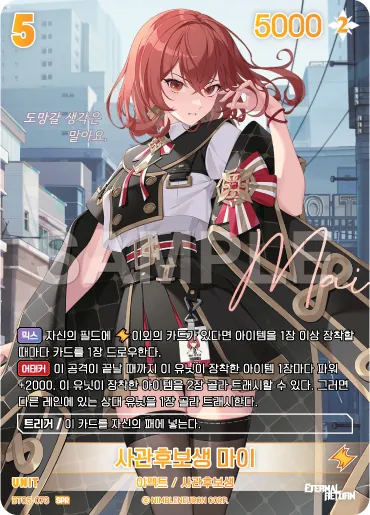 5
5000 2
도망갈 생각은
말아요.
SAMPLE
Mai
믹스 자신의 필드에 이외의 카드가 있다면 아이템을 1장 이상 장착할
때마다 카드를 1장 드로우한다.
어태커 이 공격이 끝날 때까지 이 유닛이 장착한 아이템 1장마다 파워
+2000. 이 유닛이 장착한 아이템을 2장 골라 트래시할 수 있다. 그러면
다른 레인에 있는 상대 유닛을 1장 골라 트래시한다.
트리거 / 이 카드를 자신의 패에 넣는다.
사관후보생 마이
UNIT
이펙트 / 사관후보생
SPR
© NIMBLENEURON CORP.
ETERNAL RETURN